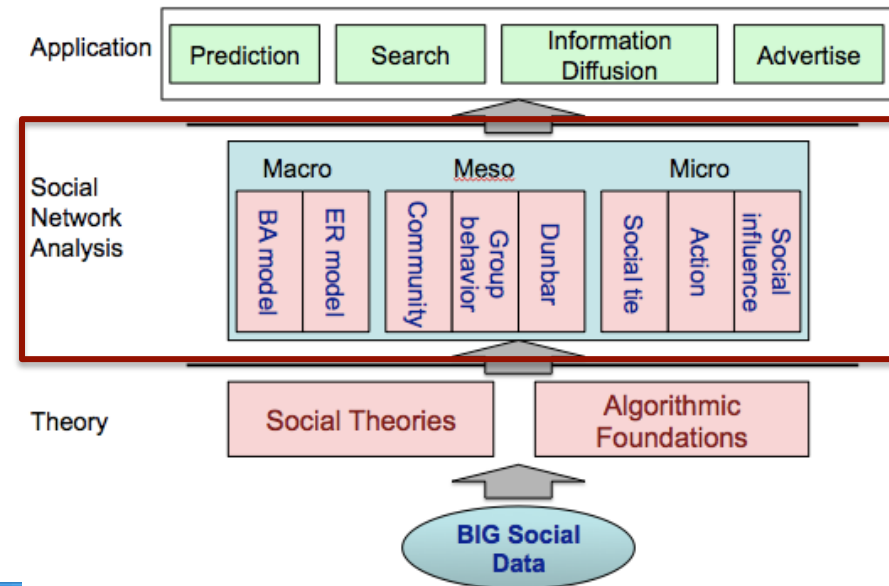 Application
Prediction
Search
Information
Diffusion
Advertise
Social
Network
Analysis
Macro
Meso
Micro
BA model
ER model
Community
Group
behavior
Dunbar
Social tie
Action
Social
influence
Theory
Social Theories
Algorithmic
Foundations
BIG Social
Data